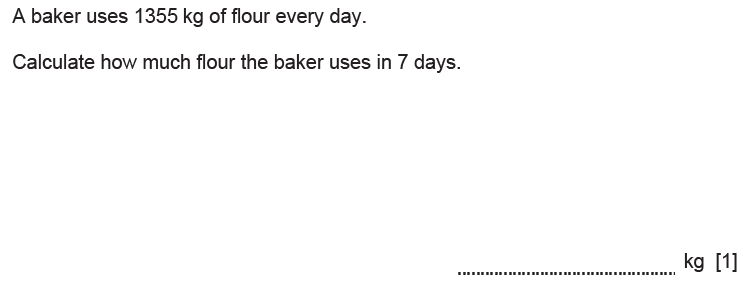 A baker uses 1355 kg of flour every day.
Calculate how much flour the baker uses in 7 days.
................................................ kg [1]